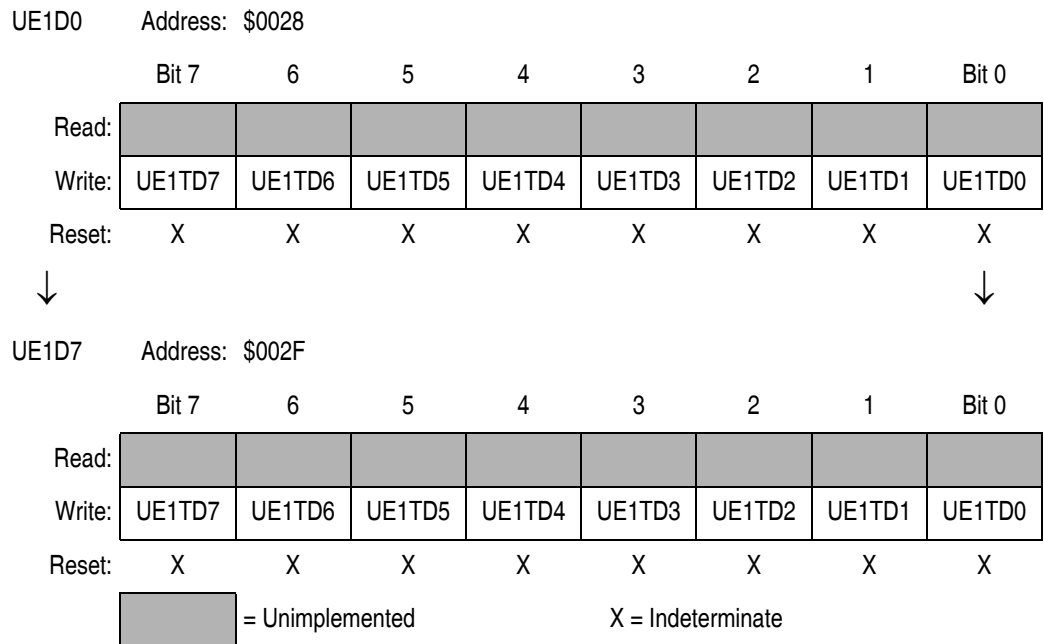 UE1D0 Address: $0028
Bit 7 6 5 4 3 2 1 Bit 0
Read:
Write: UE1TD7 UE1TD6 UE1TD5 UE1TD4 UE1TD3 UE1TD2 UE1TD1 UE1TD0
Reset: X X X X X X X X
↓ ↓
UE1D7 Address: $002F
Bit 7 6 5 4 3 2 1 Bit 0
Read:
Write: UE1TD7 UE1TD6 UE1TD5 UE1TD4 UE1TD3 UE1TD2 UE1TD1 UE1TD0
Reset: X X X X X X X X
= Unimplemented X = Indeterminate